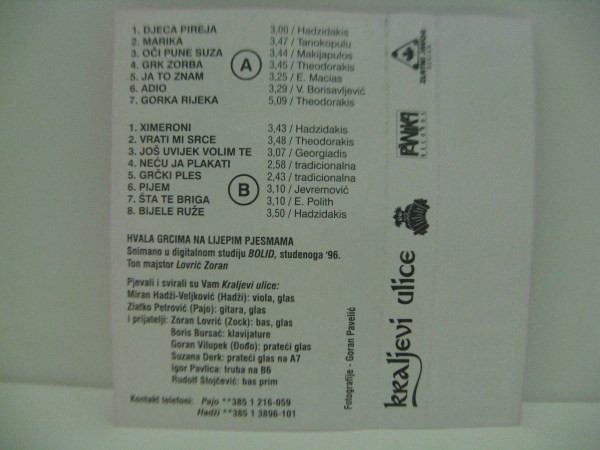 1. DJECA PIREJA 3,00 / Hadzidakis
2. MARIKA 3,47 / Tanokopulu
3. OČI PUNE SUZA 3,44 / Makijapulos
4. GRK ZORBA 3,45 / Theodorakis
5. JA TO ZNAM 3,25 / E. Macias
6. ADIO 3,29 / V. Borisavljević
7. GORKA RIJEKA 5,09 / Theodorakis
A
1. XIMERONI 3,43 / Hadzidakis
2. VRATI MI SRCE 3,48 / Theodorakis
3. JOŠ UVIJEK VOLIM TE 3,07 / Georgiadis
4. NEĆU JA PLAKATI 2,58 / tradicionalna
5. GRČKI PLES 2,43 / tradicionalna
6. PIJEM 3,10 / Jevremović
7. ŠTA TE BRIGA 3,10 / E. Polith
8. BIJELE RUŽE 3,50 / Hadzidakis
B
HVALA GRCIMA NA LIJEPIM PJESMAMA
Snimano u digitalnom studiju BOLID, studenoga '96.
Ton majstor Lovrić Zoran
Pjevali i svirali su Vam Kraljevi ulice:
Miran Hadži-Veljković (Hadži): viola, glas
Zlatko Petrović (Pajo): gitara, glas
i prijatelji: Zoran Lovrić (Zock): bas, glas
Boris Bursać: klavijature
Goran Vilupek (Đođo): prateći glas
Suzana Derk: prateći glas na A7
Igor Pavlica: truba na B6
Rudolf Stojčević: bas prim
Kontakt telefoni: Pajo **385 1 216-059
Hadži **385 1 3896-101
Fotografije - Goran Pavelić
kraljevi ulice
PANIKA
RECORDS